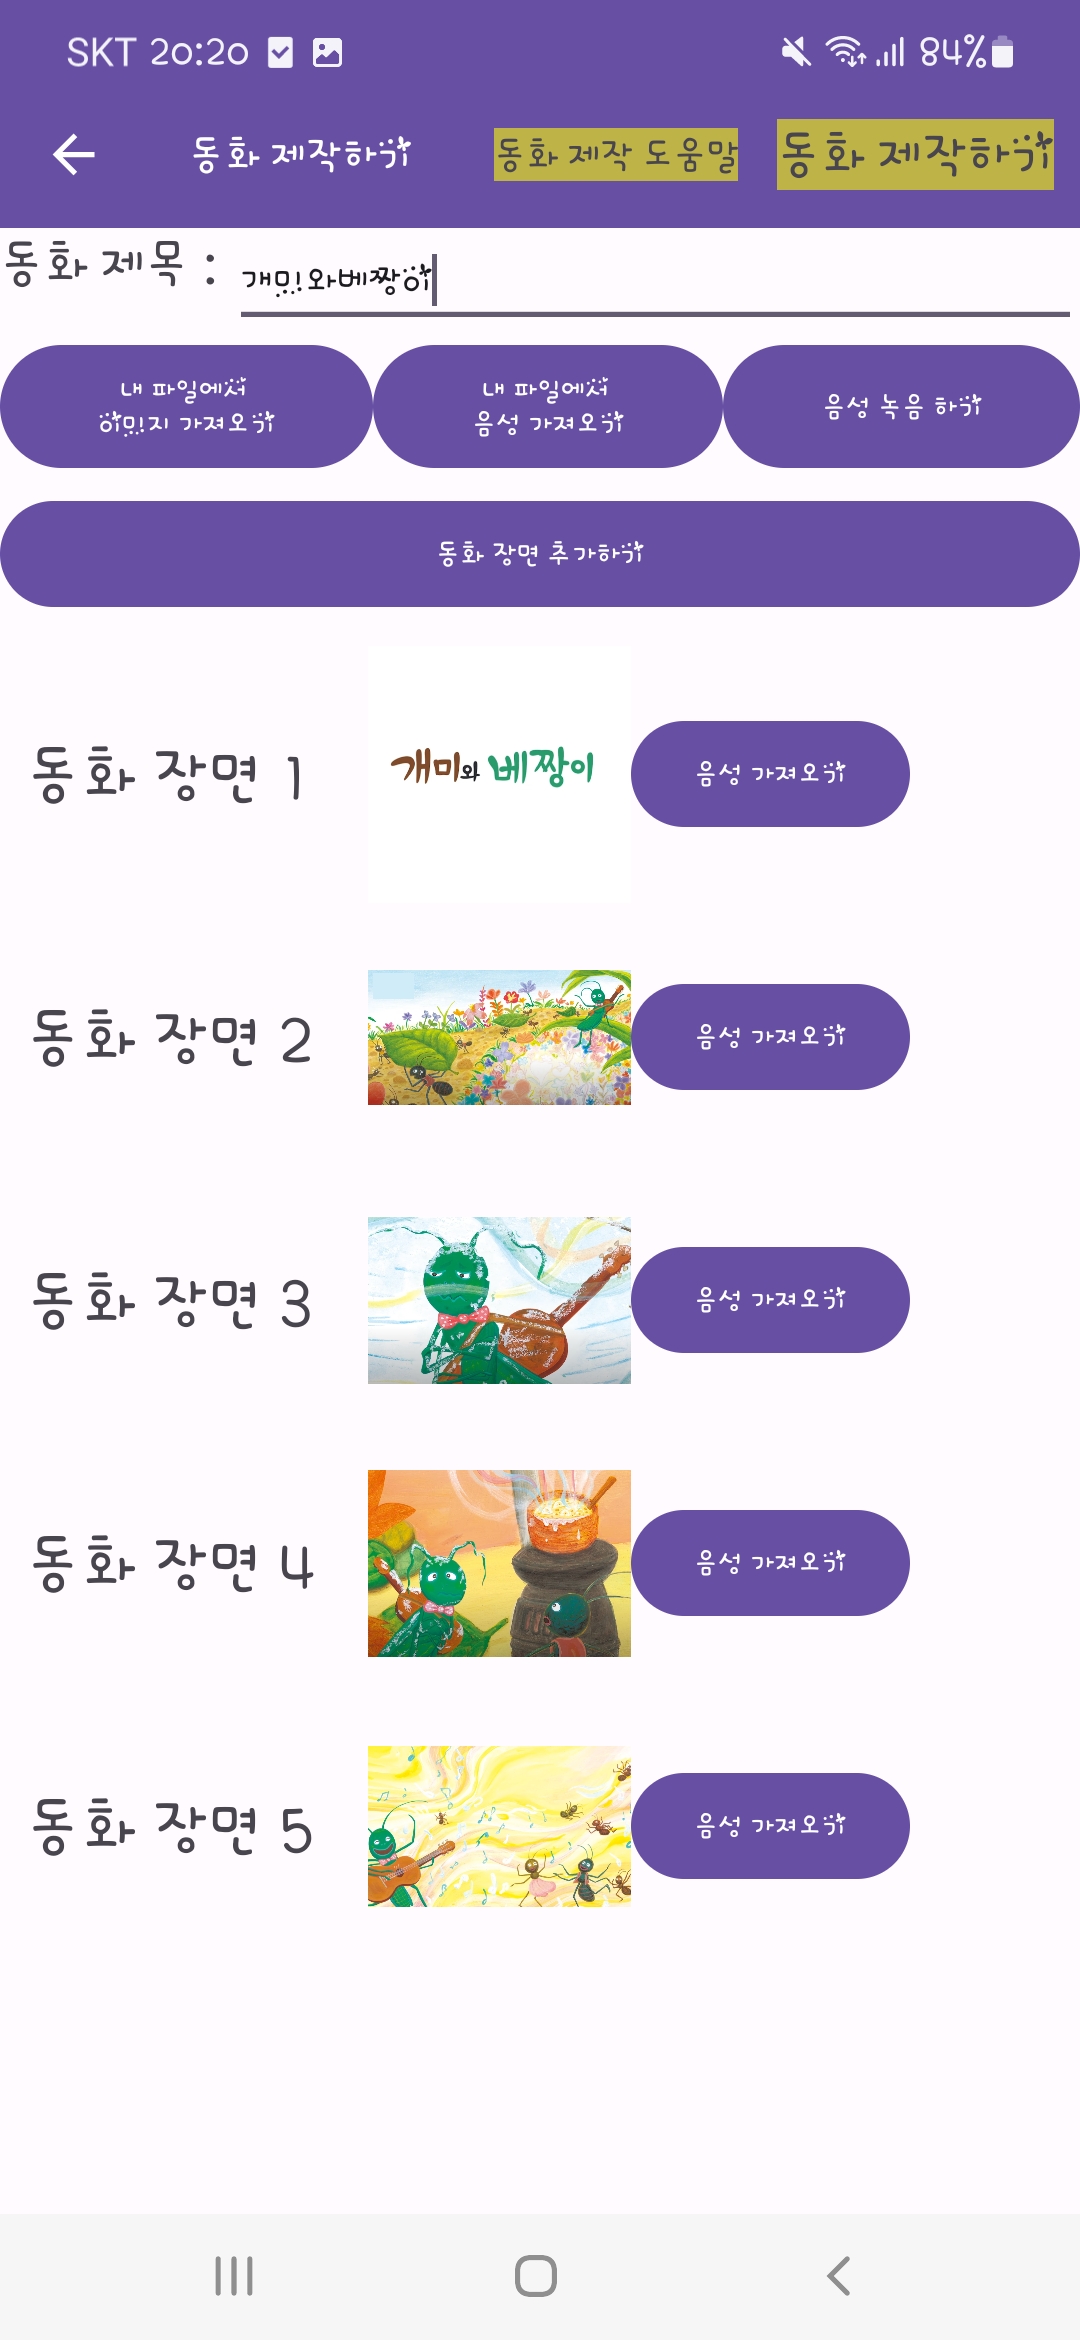 SKT 20:20 84%
동화 제작하기 동화 제작 도움말 동화 제작하기
동화 제목 : 개미와베짱이
내 파일에서
이미지 가져오기
내 파일에서
음성 가져오기
음성 녹음 하기
동화 장면 추가하기
동화 장면 1 개미와 베짱이 음성 가져오기
동화 장면 2 음성 가져오기
동화 장면 3 음성 가져오기
동화 장면 4 음성 가져오기
동화 장면 5 음성 가져오기